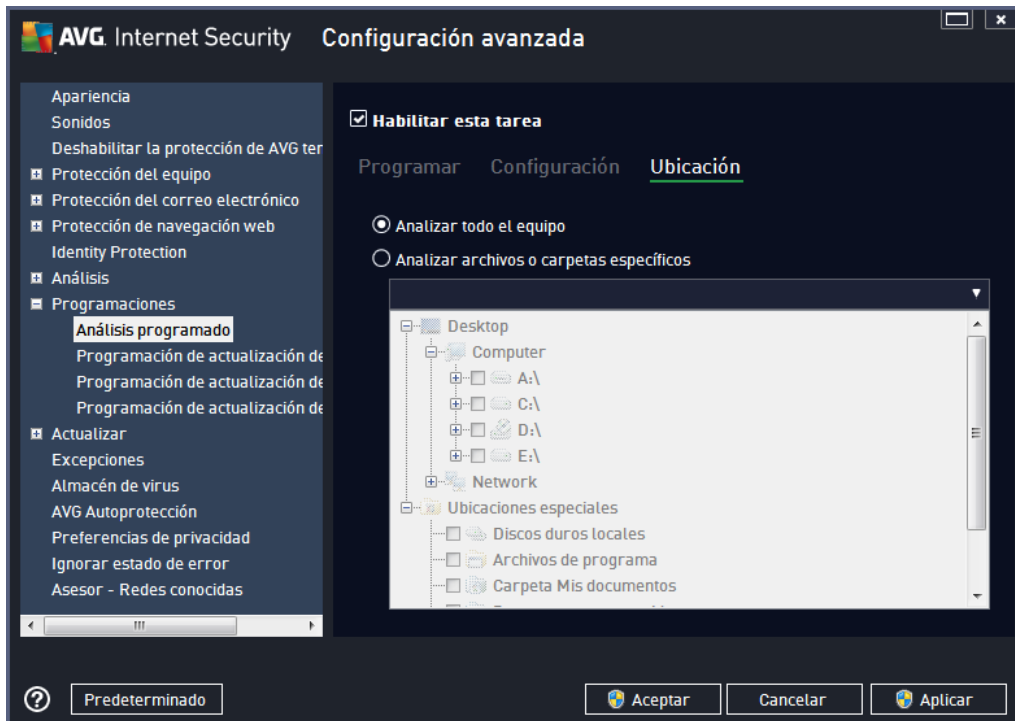 AVG. Internet Security Configuración avanzada
Apariencia
Sonidos
Deshabilitar la protección de AVG ter
Protección del equipo
Protección del correo electrónico
Protección de navegación web
Identity Protection
Análisis
Programaciones
Análisis programado
Programación de actualización de
Programación de actualización de
Programación de actualización de
Actualizar
Excepciones
Almacén de virus
AVG Autoprotección
Preferencias de privacidad
Ignorar estado de error
Asesor - Redes conocidas
Habilitar esta tarea
Programar Configuración Ubicación
Analizar todo el equipo
Analizar archivos o carpetas específicos
Desktop
Computer
A:\
C:\
D:\
E:\
Network
Ubicaciones especiales
Discos duros locales
Archivos de programa
Carpeta Mis documentos
Predeterminado
Aceptar
Cancelar
Aplicar